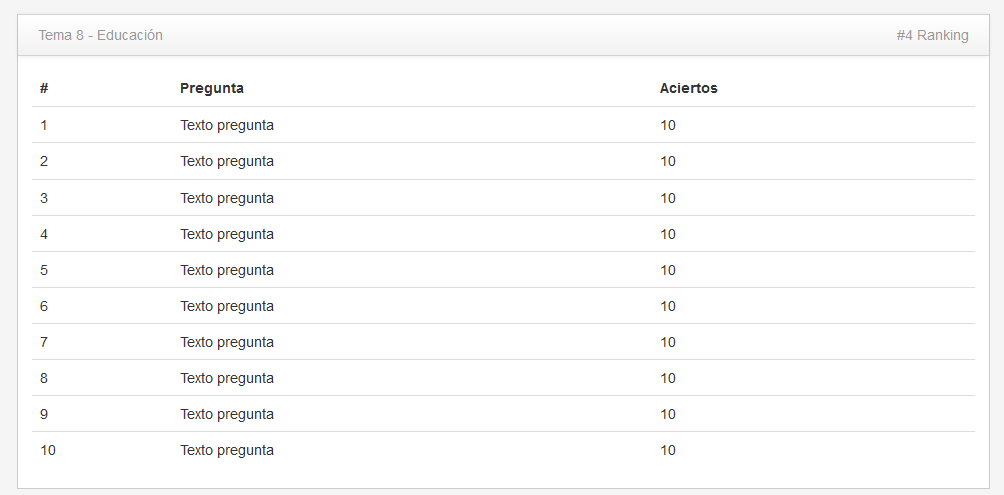 Tema 8 - Educación #4 Ranking
# Pregunta Aciertos
1 Texto pregunta 10
2 Texto pregunta 10
3 Texto pregunta 10
4 Texto pregunta 10
5 Texto pregunta 10
6 Texto pregunta 10
7 Texto pregunta 10
8 Texto pregunta 10
9 Texto pregunta 10
10 Texto pregunta 10